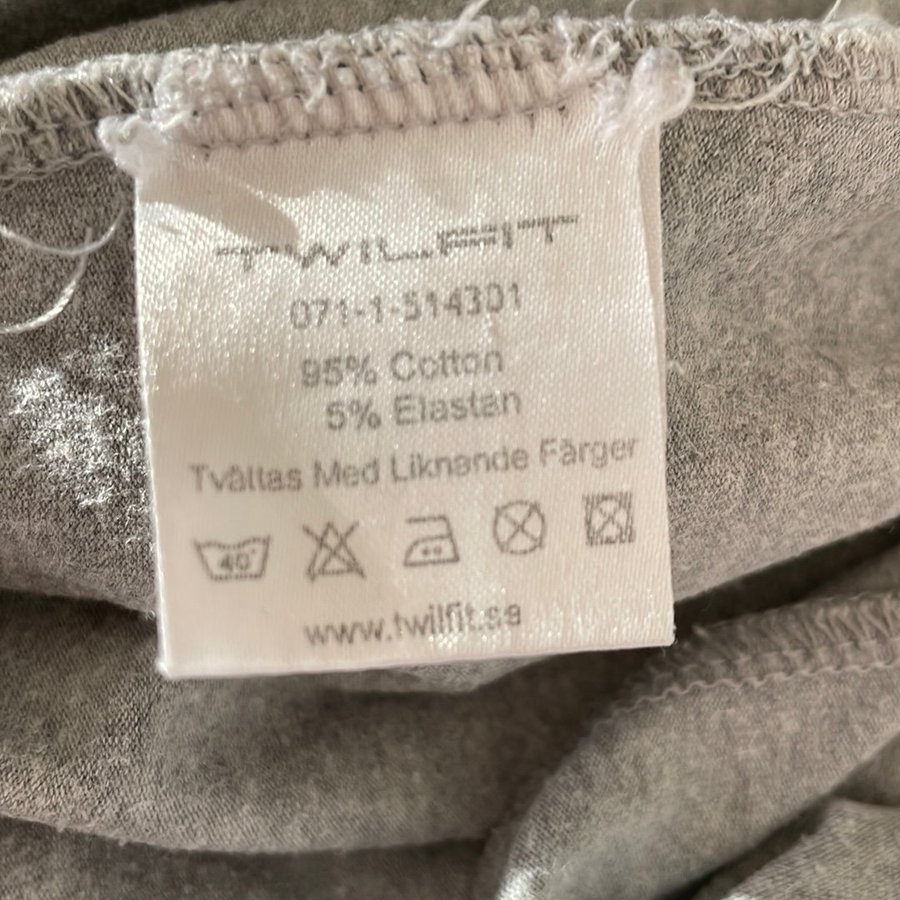 TWILFIT
071-1-514301
95% Cotton
5% Elastan
Tvättas Med Liknande Färger
40°
www.twilfit.se